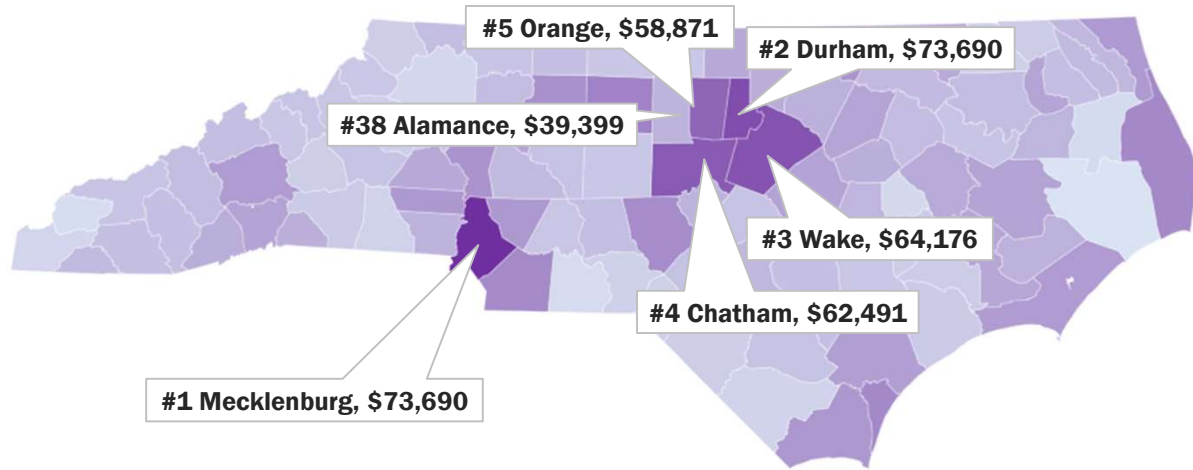 #5 Orange, $58,871
#2 Durham, $73,690
#38 Alamance, $39,399
#3 Wake, $64,176
#4 Chatham, $62,491
#1 Mecklenburg, $73,690